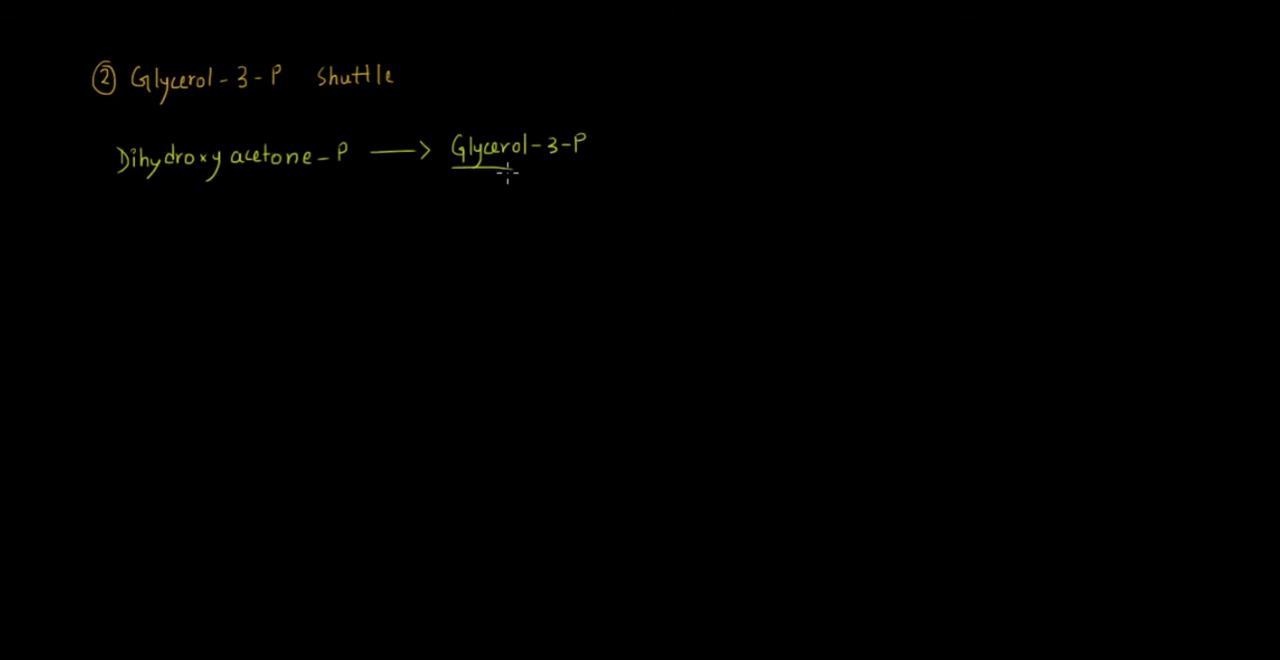 ② Glycerol-3-P Shuttle
Dihydroxy acetone-P ⟶ Glycerol-3-P